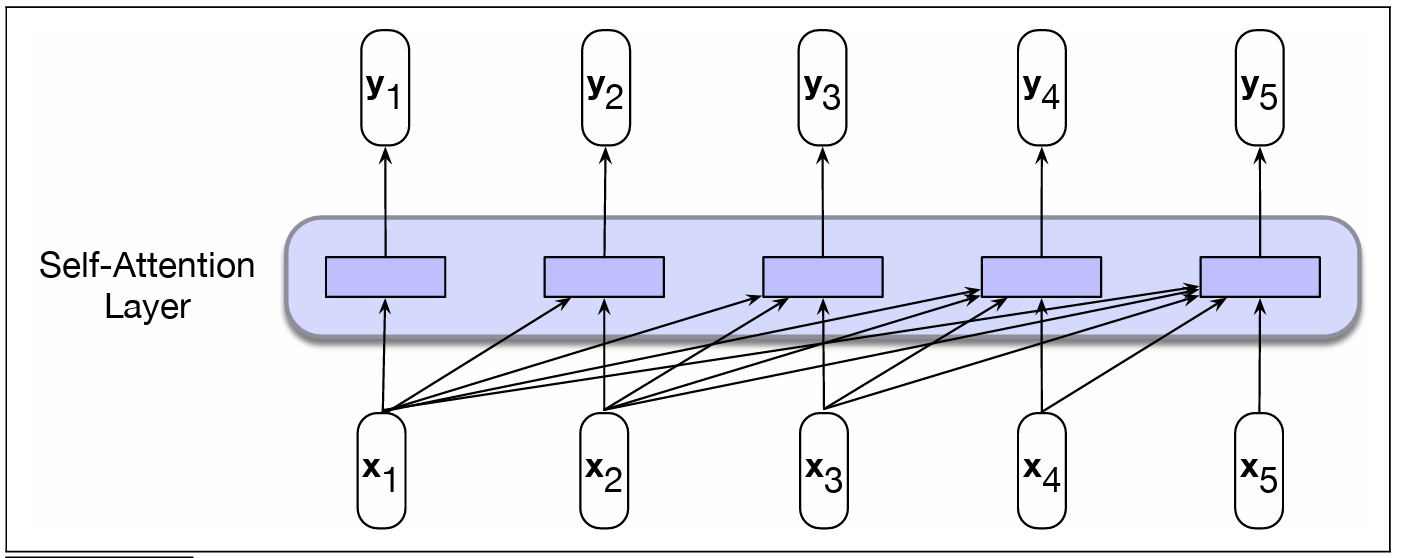 y1 y2 y3 y4 y5
Self-Attention
Layer
x1 x2 x3 x4 x5